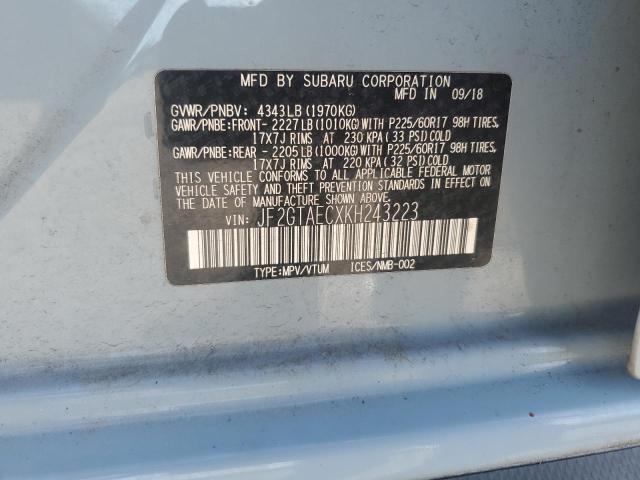 MFD BY SUBARU CORPORATION
MFD IN 09/18
GVWR/PNBV: 4343LB (1970KG)
GAWR/PNBE:FRONT- 2227LB (1010KG)WITH P225/60R17 98H TIRES,
17X7J RIMS AT 230 KPA (33 PSI)COLD
GAWR/PNBE:REAR - 2205LB (1000KG)WITH P225/60R17 98H TIRES,
17X7J RIMS AT 220 KPA (32 PSI)COLD
THIS VEHICLE CONFORMS TO ALL APPLICABLE FEDERAL MOTOR
VEHICLE SAFETY AND THEFT PREVENTION STANDARDS IN EFFECT ON
THE DATE OF MANUFACTURE SHOWN ABOVE.
VIN: JF2GTAECXKH243223
TYPE:MPV/VTUM ICES/NMB-002